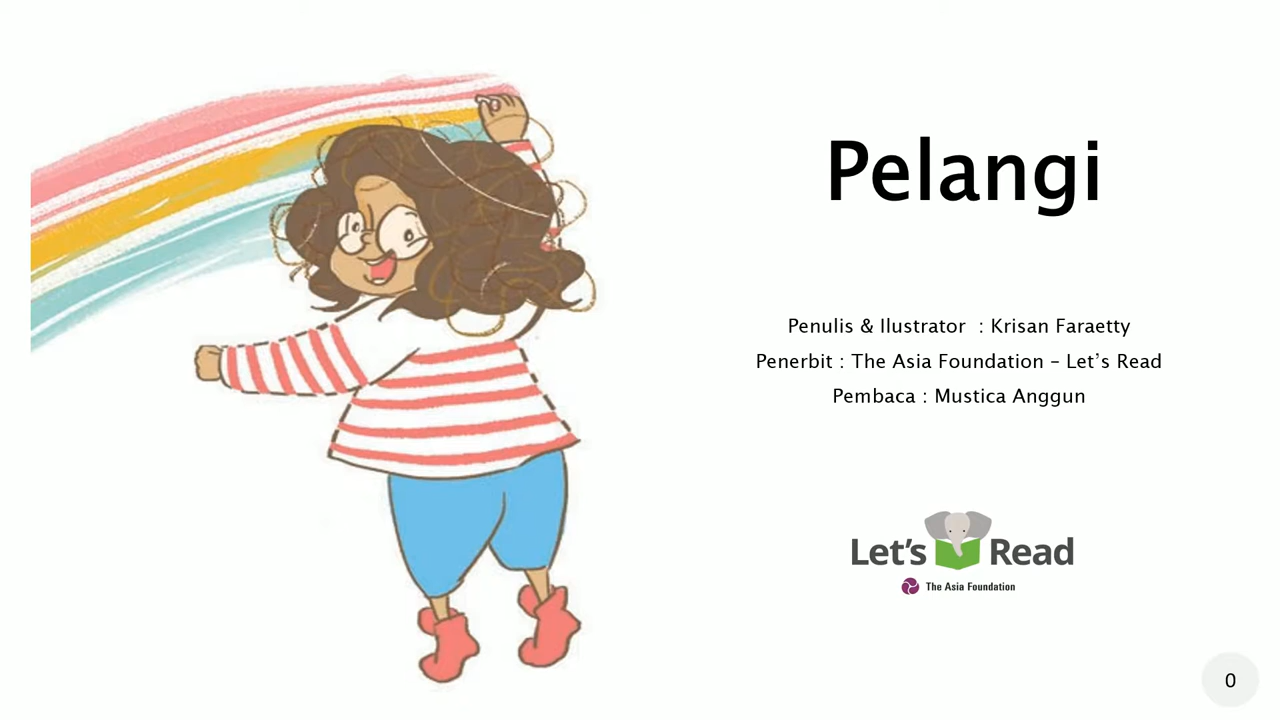 Pelangi
Penulis & Ilustrator : Krisan Faraetty
Penerbit : The Asia Foundation – Let’s Read
Pembaca : Mustica Anggun
Let’s Read
The Asia Foundation
0